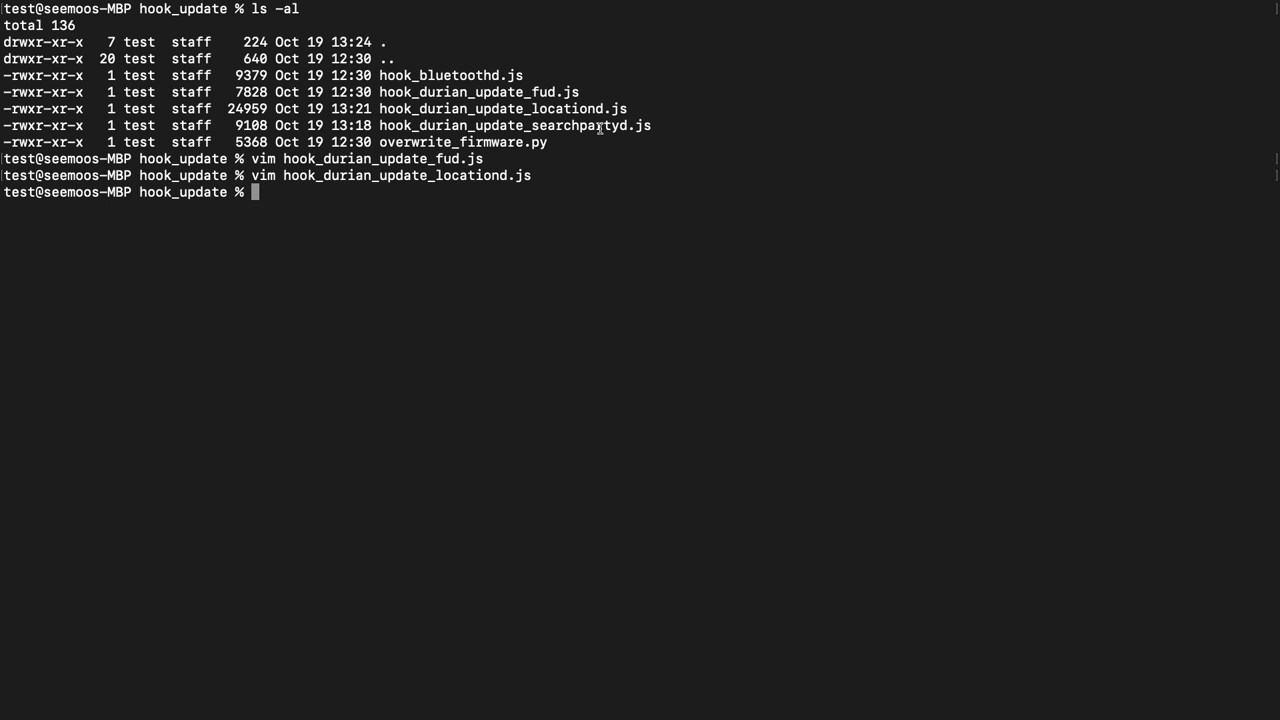 test@seemoos-MBP hook_update % ls -al
total 136
drwxr-xr-x   7 test  staff    224 Oct 19 13:24 .
drwxr-xr-x  20 test  staff    640 Oct 19 12:30 ..
-rwxr-xr-x   1 test  staff   9379 Oct 19 12:30 hook_bluetoothd.js
-rwxr-xr-x   1 test  staff   7828 Oct 19 12:30 hook_durian_update_fud.js
-rwxr-xr-x   1 test  staff  24959 Oct 19 13:21 hook_durian_update_locationd.js
-rwxr-xr-x   1 test  staff   9108 Oct 19 13:18 hook_durian_update_searchpartyd.js
-rwxr-xr-x   1 test  staff   5368 Oct 19 12:30 overwrite_firmware.py
test@seemoos-MBP hook_update % vim hook_durian_update_fud.js
test@seemoos-MBP hook_update % vim hook_durian_update_locationd.js
test@seemoos-MBP hook_update %